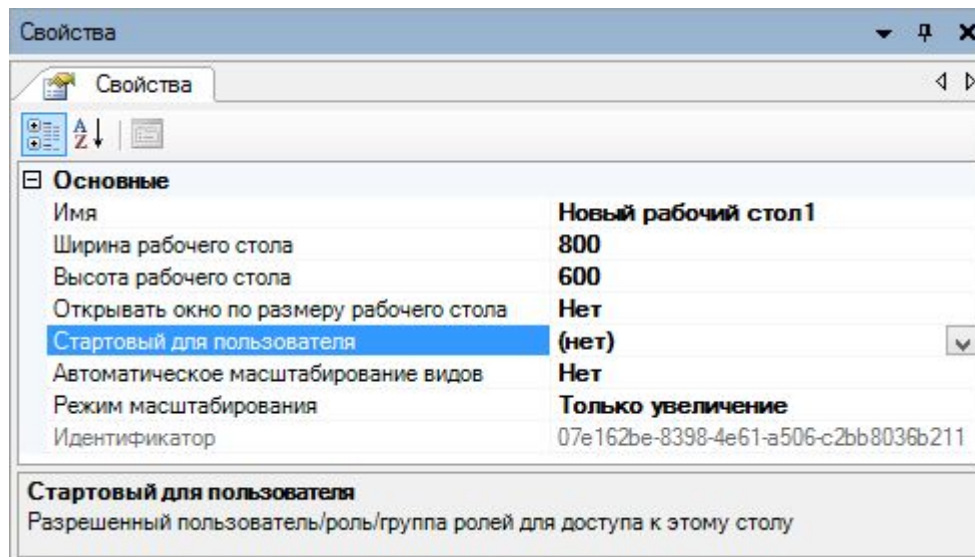 Свойства
Свойства
Основные
Имя Новый рабочий стол1
Ширина рабочего стола 800
Высота рабочего стола 600
Открывать окно по размеру рабочего стола Нет
Стартовый для пользователя (нет)
Автоматическое масштабирование видов Нет
Режим масштабирования Только увеличение
Идентификатор 07e162be-8398-4e61-a506-c2bb8036b211
Стартовый для пользователя
Разрешенный пользователь/роль/группа ролей для доступа к этому столу